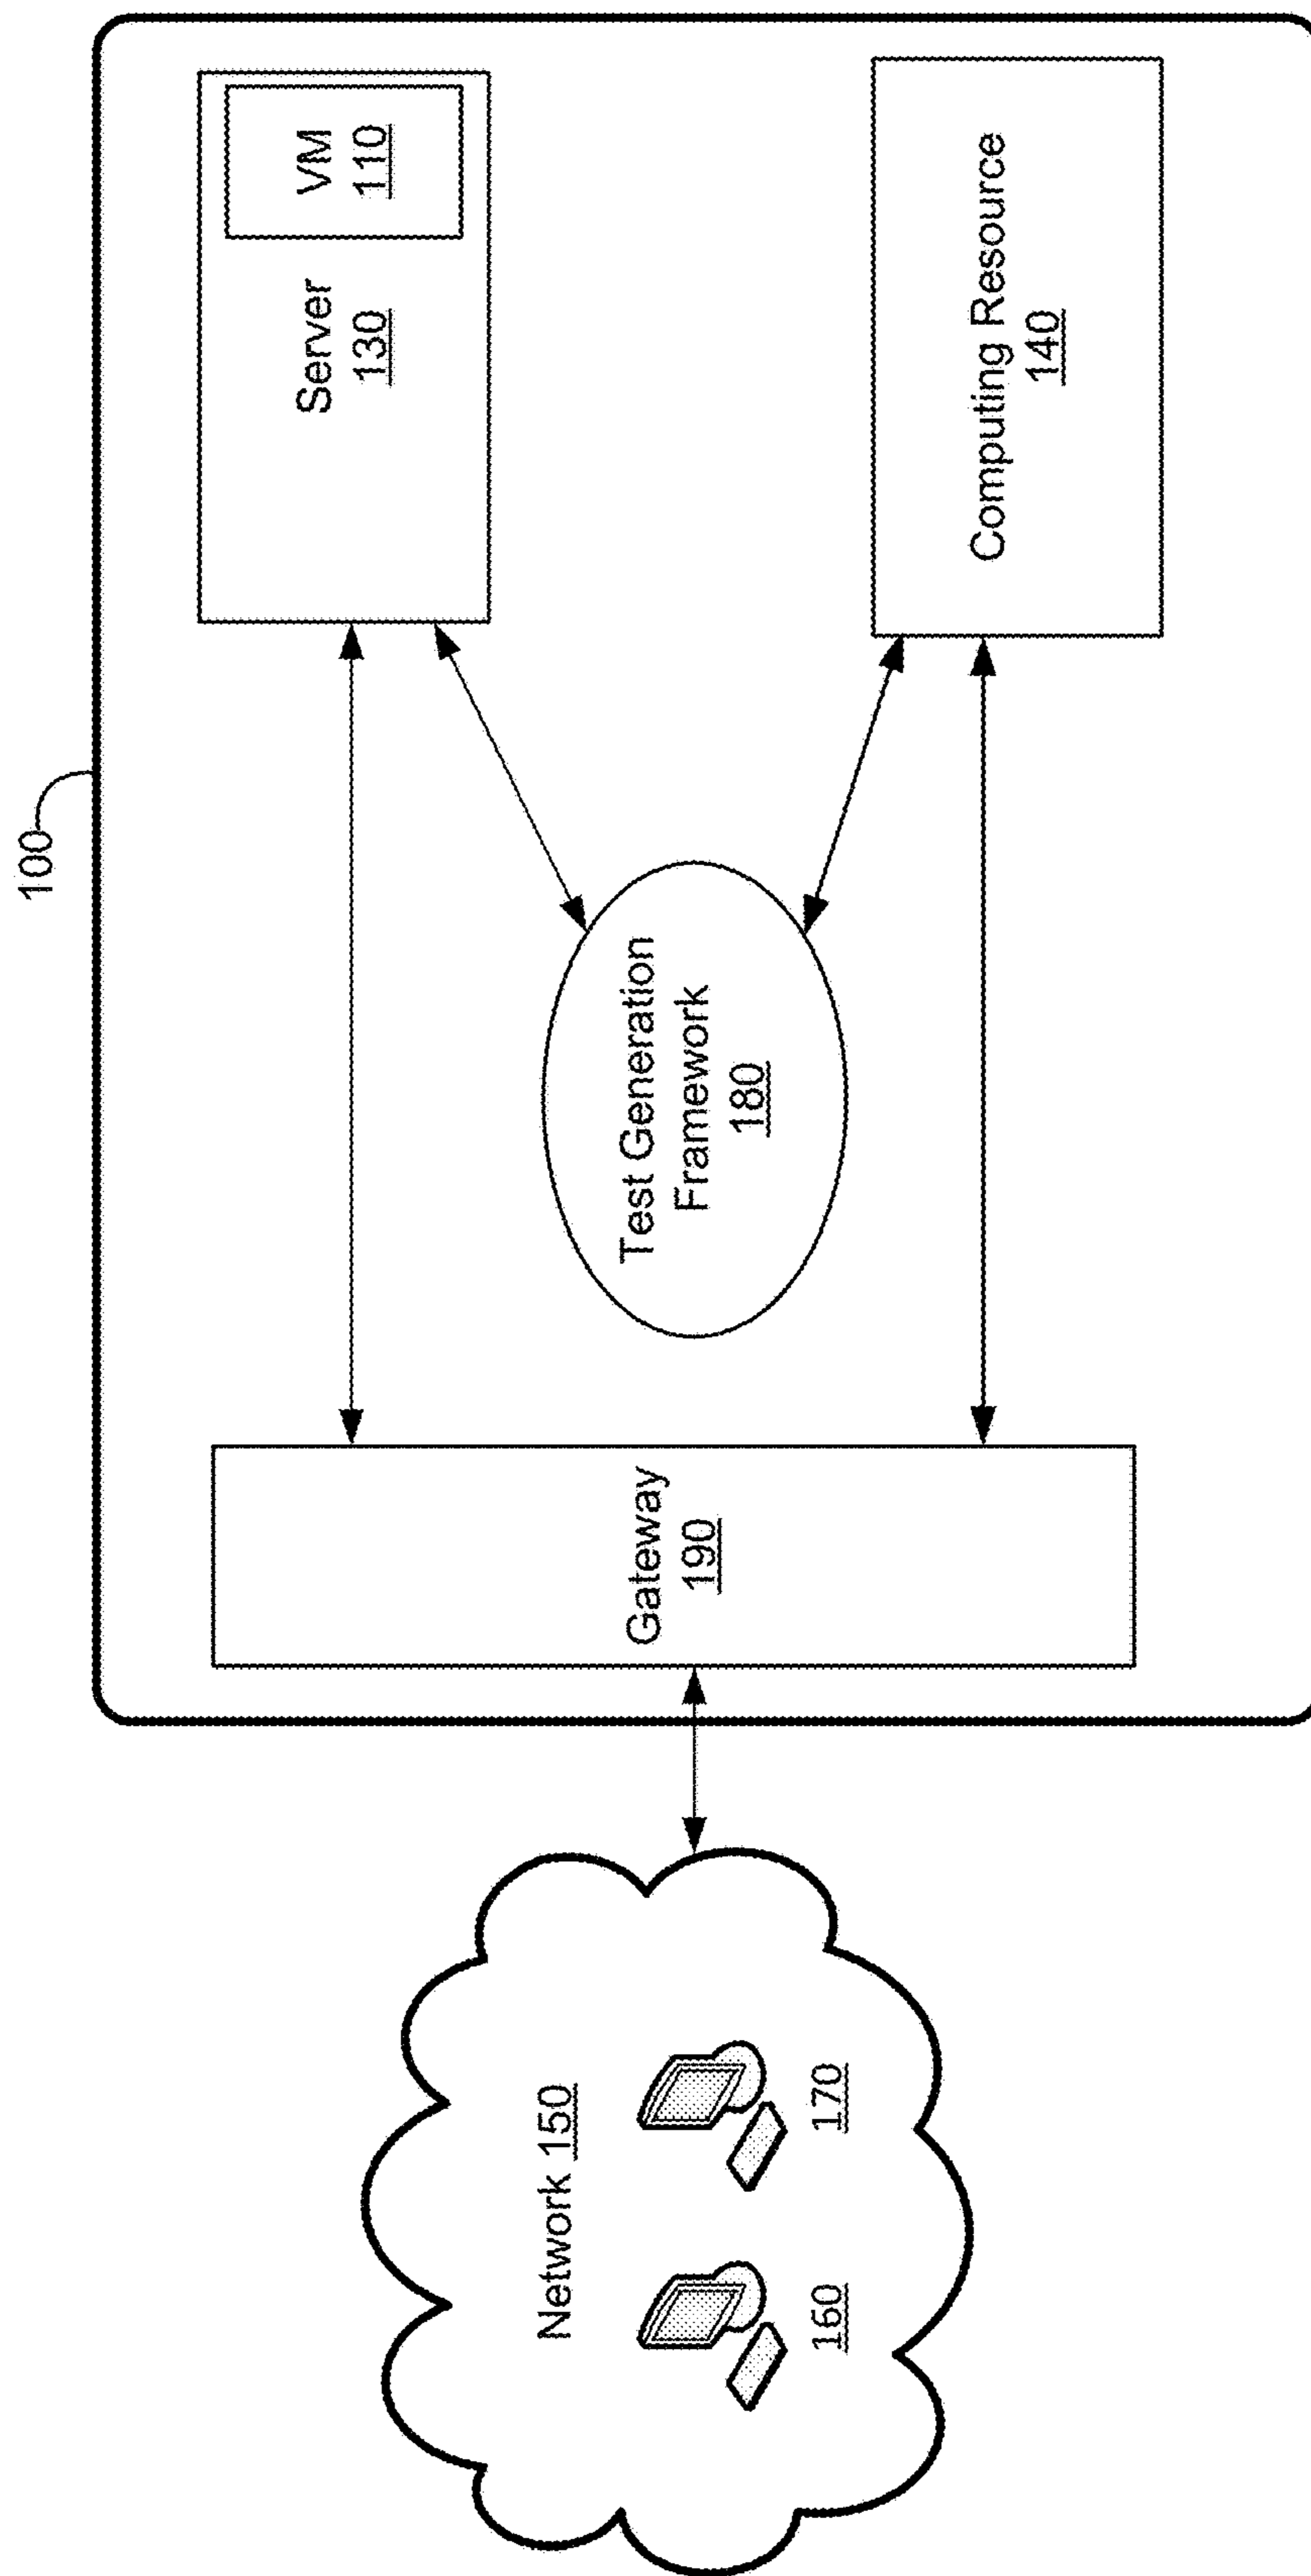 100
Network 150
160
170
Gateway
190
Test Generation
Framework
180
Server
130
VM
110
Computing Resource
140